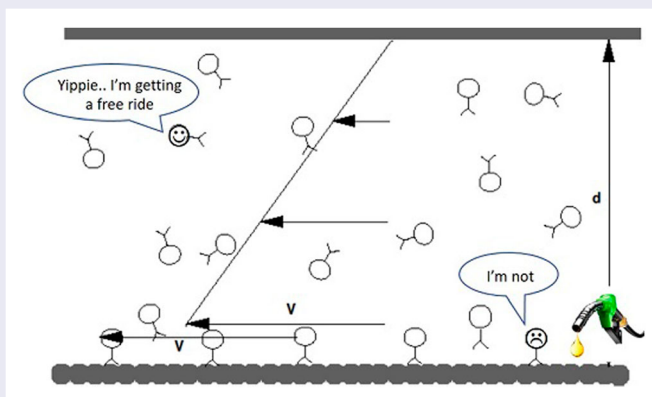 Yippie.. I'm getting
a free ride
d
I'm not
V
V